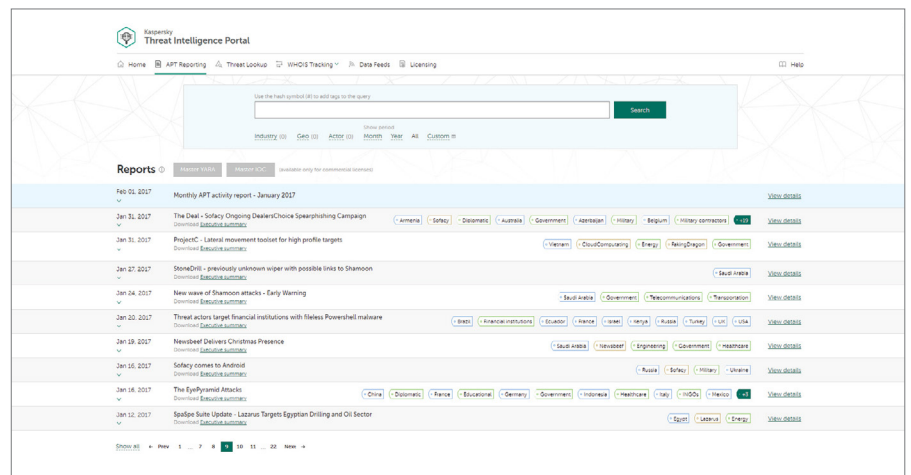 Kaspersky
Threat Intelligence Portal
Home APT Reporting Threat Lookup WHOIS Tracking Data Feeds Licensing Help
Use the hash symbol (#) to add tags to the query
Search
Show period
Industry (0) Geo (0) Actor (0) Month Year All Custom
Reports Master YARA Master IOC (available only for commercial licenses)
Feb 01, 2017 Monthly APT activity report - January 2017 View details
Jan 31, 2017 The Deal - Sofacy Ongoing DealersChoice Spearphishing Campaign Armenia Sofacy Diplomatic Australia Government Azerbaijan Military Belgium Military contractors +19 View details
Download Executive summary
Jan 31, 2017 ProjectC - Lateral movement toolset for high profile targets Vietnam CloudComputating Energy FakingDragon Government View details
Download Executive summary
Jan 27, 2017 StoneDrill - previously unknown wiper with possible links to Shamoon Saudi Arabia View details
Download Executive summary
Jan 24, 2017 New wave of Shamoon attacks - Early Warning Saudi Arabia Government Telecommunications Transportation View details
Download Executive summary
Jan 20, 2017 Threat actors target financial institutions with fileless Powershell malware Brazil Financial institutions Ecuador France Israel Kenya Russia Turkey UK USA View details
Download Executive summary
Jan 19, 2017 Newsbeef Delivers Christmas Presence Saudi Arabia Newsbeef Engineering Government Healthcare View details
Download Executive summary
Jan 16, 2017 Sofacy comes to Android Russia Sofacy Military Ukraine View details
Download Executive summary
Jan 16, 2017 The EyePyramid Attacks China Diplomatic France Educational Germany Government Indonesia Healthcare Italy NGOs Mexico View details
Download Executive summary
Jan 12, 2017 SpaSpe Suite Update - Lazarus Targets Egyptian Drilling and Oil Sector Egypt Lazarus Energy View details
Download Executive summary
Show all ← Prev 1 ... 7 8 9 10 11 ... 22 Next →